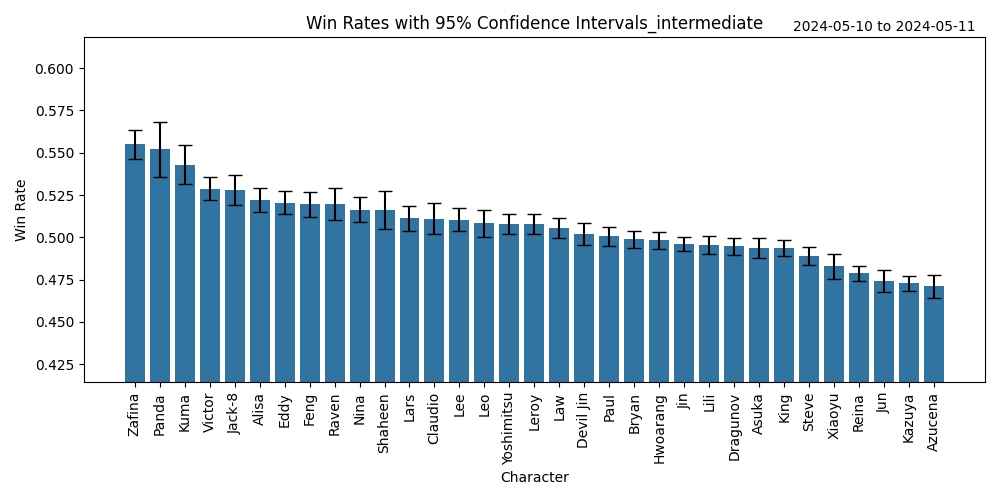 Win Rates with 95% Confidence Intervals_intermediate
2024-05-10 to 2024-05-11
Win Rate
0.600
0.575
0.550
0.525
0.500
0.475
0.450
0.425
Zafina
Panda
Kuma
Victor
Jack-8
Alisa
Eddy
Feng
Raven
Nina
Shaheen
Lars
Claudio
Lee
Leo
Yoshimitsu
Leroy
Law
Devil Jin
Paul
Bryan
Hwoarang
Jin
Lili
Dragunov
Asuka
King
Steve
Xiaoyu
Reina
Jun
Kazuya
Azucena
Character